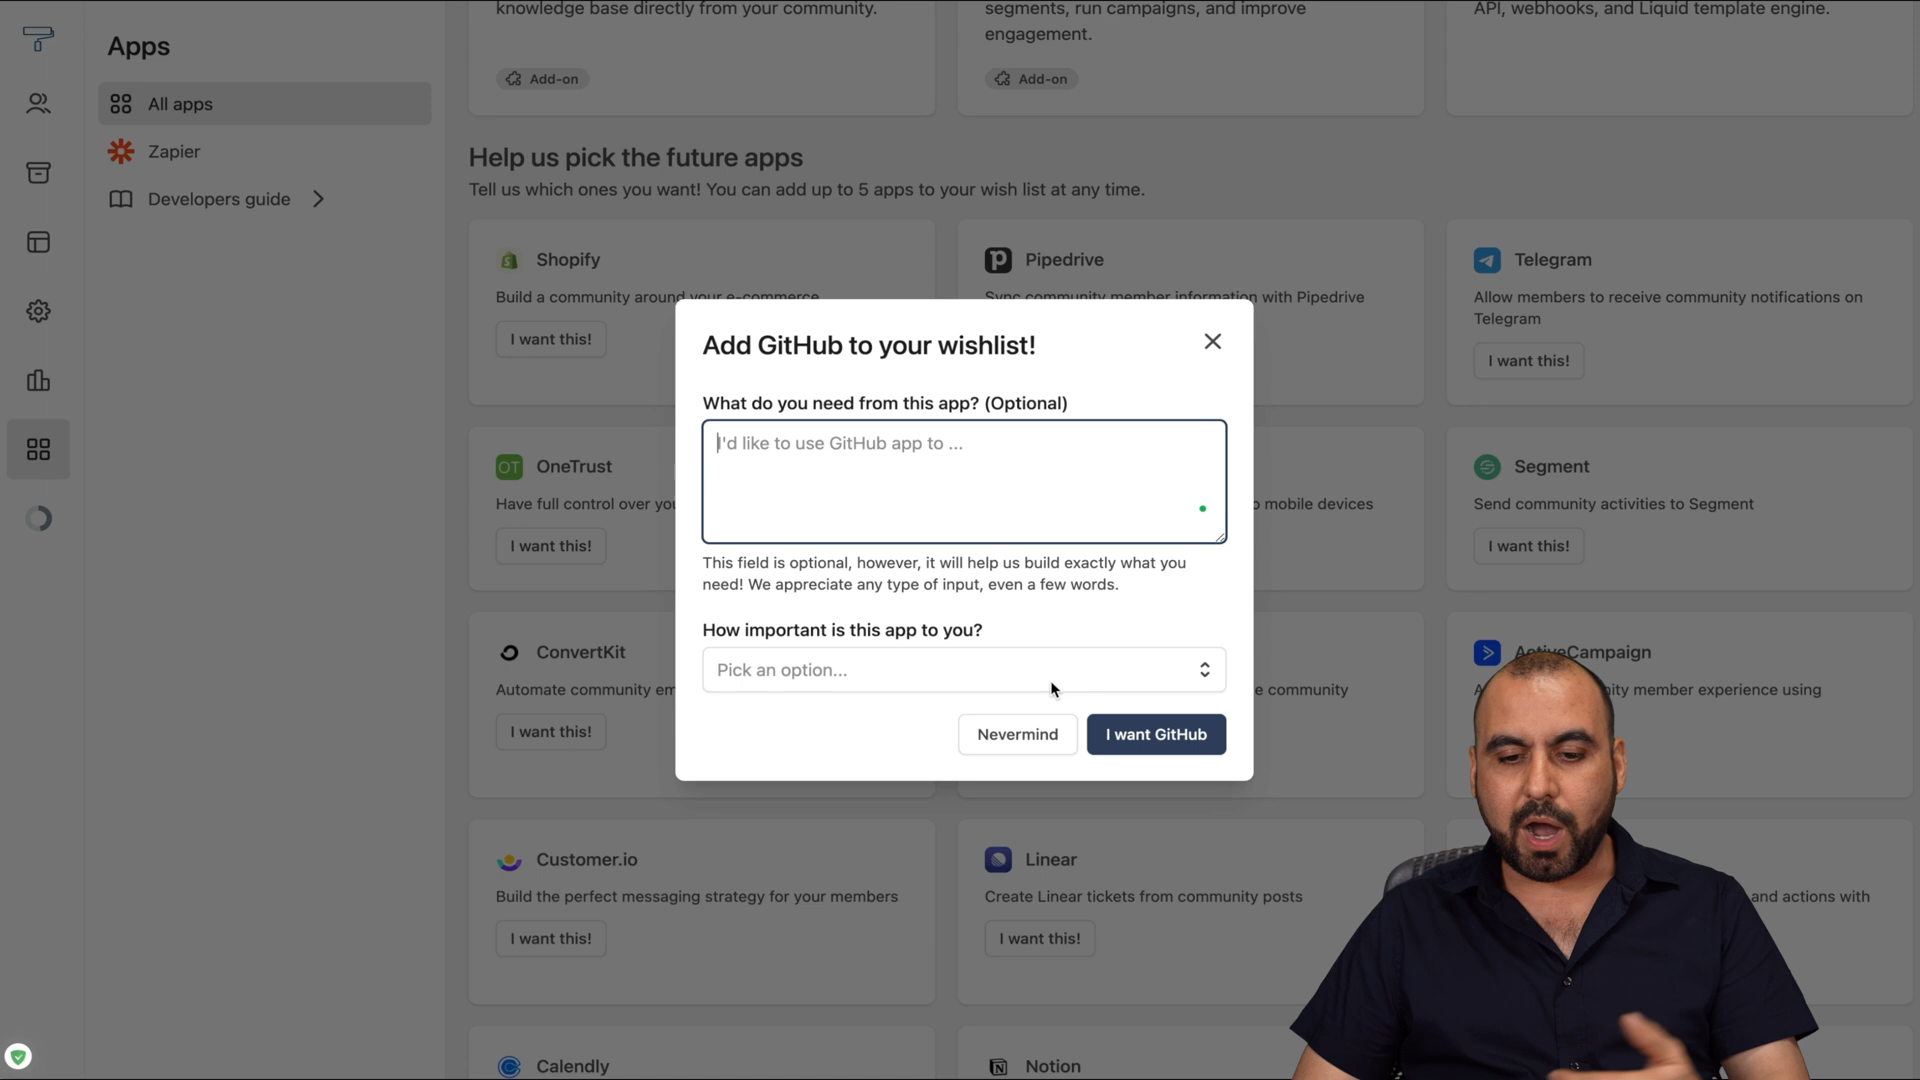 knowledge base directly from your community.
segments, run campaigns, and improve
engagement.
API, webhooks, and Liquid template engine.
Apps
Add-on
Add-on
All apps
Zapier
Developers guide
Help us pick the future apps
Tell us which ones you want! You can add up to 5 apps to your wish list at any time.
Shopify
Build a community around your e-commerce
I want this!
Pipedrive
Sync community member information with Pipedrive
Telegram
Allow members to receive community notifications on
Telegram
I want this!
Add GitHub to your wishlist!
What do you need from this app? (Optional)
I'd like to use GitHub app to ...
This field is optional, however, it will help us build exactly what you
need! We appreciate any type of input, even a few words.
How important is this app to you?
Pick an option...
Nevermind
I want GitHub
OT
OneTrust
Have full control over you
I want this!
mobile devices
Segment
Send community activities to Segment
I want this!
ConvertKit
Automate community em
I want this!
e community
ActiveCampaign
member experience using
Customer.io
Build the perfect messaging strategy for your members
I want this!
Linear
Create Linear tickets from community posts
I want this!
and actions with
Calendly
Notion